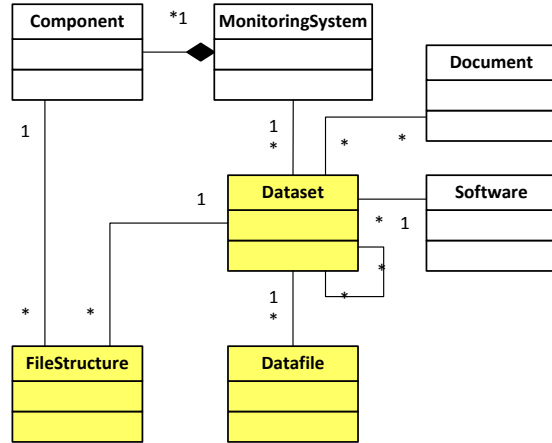 Component
*1
MonitoringSystem
Document
1
1
*
*
*
1
Dataset
Software
*
1
*
*
1
*
*
*
FileStructure
Datafile